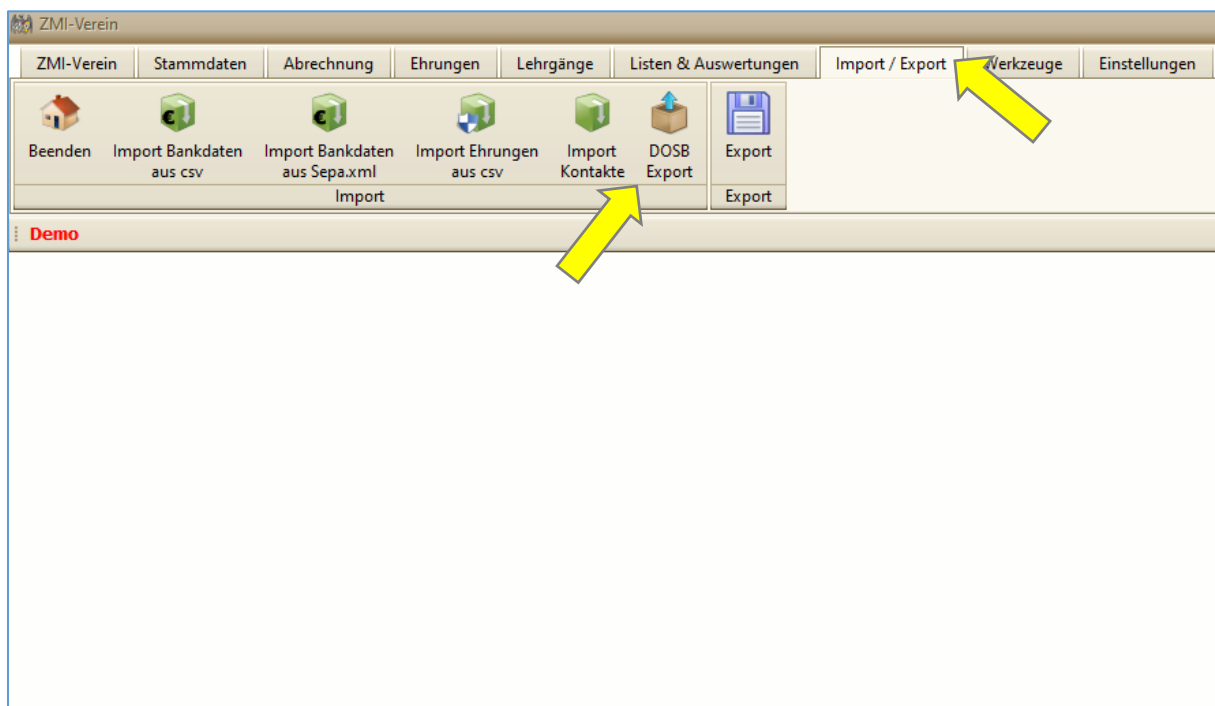 ZMI-Verein
ZMI-Verein Stammdaten Abrechnung Ehrungen Lehrgänge Listen & Auswertungen Import / Export Werkzeuge Einstellungen
Beenden Import Bankdaten Import Bankdaten Import Ehrungen Import DOSB Export
aus csv aus Sepa.xml aus csv Kontakte Export
Import Export
Demo